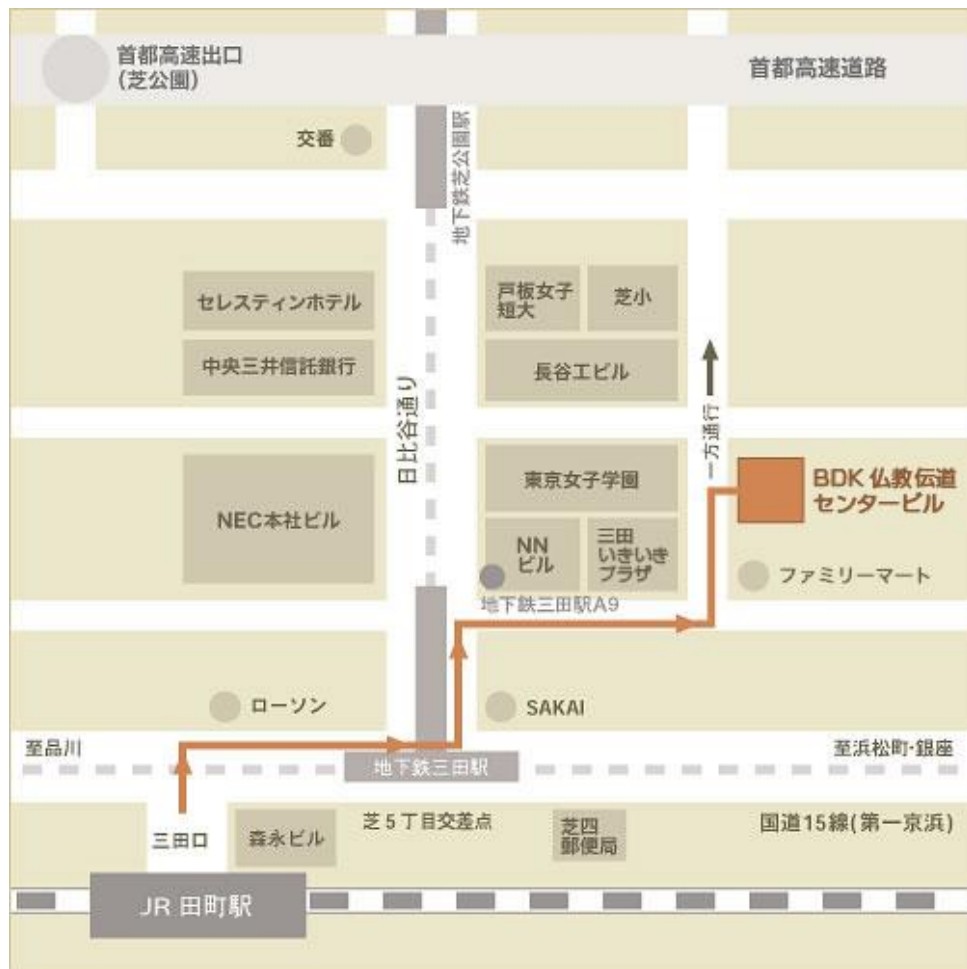 首都高速出口
(芝公園)
首都高速道路
交番
地下鉄芝公園駅
セレスティンホテル
戸板女子
短大
芝小
中央三井信託銀行
長谷工ビル
日比谷通り
一方通行
NEC本社ビル
東京女子学園
BDK 仏教伝道
センタービル
NN
ビル
三田
いきいき
プラザ
ファミリーマート
地下鉄三田駅A9
ローソン
SAKAI
至品川
至浜松町・銀座
地下鉄三田駅
三田口
森永ビル
芝5丁目交差点
芝四
郵便局
国道15線(第一京浜)
JR 田町駅